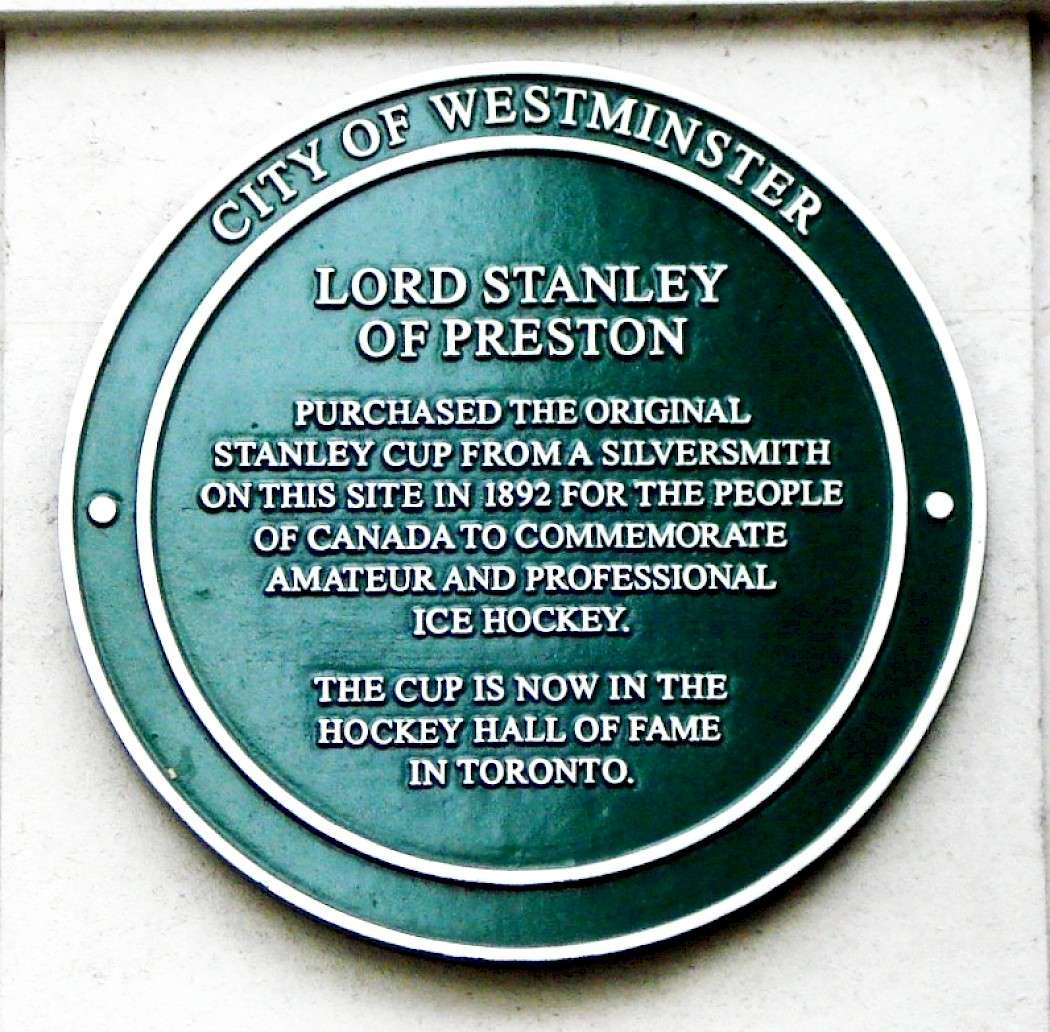 CITY OF WESTMINSTER
LORD STANLEY
OF PRESTON
PURCHASED THE ORIGINAL
STANLEY CUP FROM A SILVERSMITH
ON THIS SITE IN 1892 FOR THE PEOPLE
OF CANADA TO COMMEMORATE
AMATEUR AND PROFESSIONAL
ICE HOCKEY.
THE CUP IS NOW IN THE
HOCKEY HALL OF FAME
IN TORONTO.